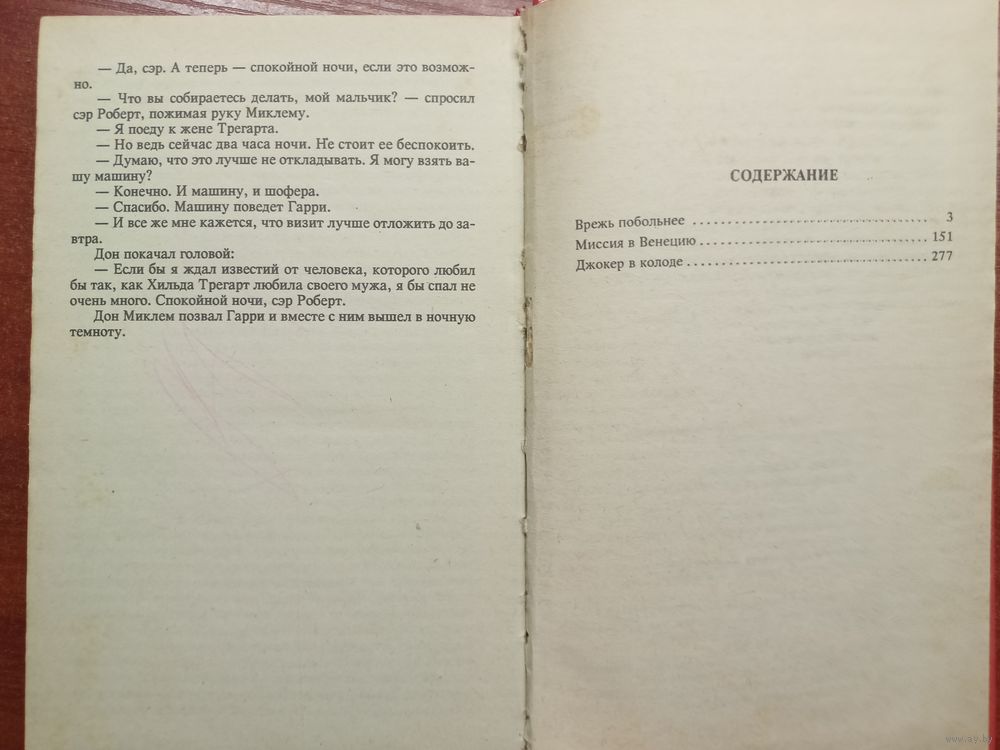 — Да, сэр. А теперь — спокойной ночи, если это возмож-
но.
— Что вы собираетесь делать, мой мальчик? — спросил
сэр Роберт, пожимая руку Миклему.
— Я поеду к жене Трегарта.
— Но ведь сейчас два часа ночи. Не стоит ее беспокоить.
— Думаю, что это лучше не откладывать. Я могу взять ва-
шу машину?
— Конечно. И машину, и шофера.
— Спасибо. Машину поведет Гарри.
— И все же мне кажется, что визит лучше отложить до за-
втра.
Дон покачал головой:
— Если бы я ждал известий от человека, которого любил
бы так, как Хильда Трегарт любила своего мужа, я бы спал не
очень много. Спокойной ночи, сэр Роберт.
Дон Миклем позвал Гарри и вместе с ним вышел в ночную
темноту.
СОДЕРЖАНИЕ
Врежь побольнее ........................................ 3
Миссия в Венецию ........................................ 151
Джокер в колоде ........................................ 277
www.ay.by